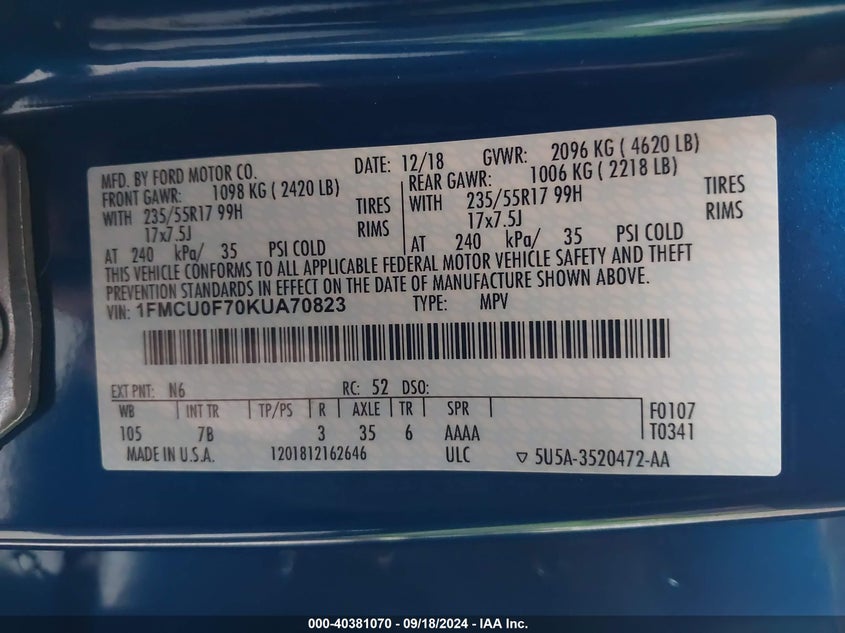 MFD. BY FORD MOTOR CO. DATE: 12/18 GVWR: 2096 KG ( 4620 LB)
FRONT GAWR: 1098 KG ( 2420 LB) REAR GAWR: 1006 KG ( 2218 LB)
WITH 235/55R17 99H TIRES WITH 235/55R17 99H TIRES
17x7.5J RIMS 17x7.5J RIMS
AT 240 kPa/ 35 PSI COLD AT 240 kPa/ 35 PSI COLD
THIS VEHICLE CONFORMS TO ALL APPLICABLE FEDERAL MOTOR VEHICLE SAFETY AND THEFT
PREVENTION STANDARDS IN EFFECT ON THE DATE OF MANUFACTURE SHOWN ABOVE.
VIN: 1FMCU0F70KUA70823 TYPE: MPV
EXT PNT: N6 RC: 52 DSO:
WB INT TR TP/PS R AXLE TR SPR F0107
105 7B 3 35 6 AAAA T0341
MADE IN U.S.A. 1201812162646 ULC ▽ 5U5A-3520472-AA
000-40381070 - 09/18/2024 - IAA Inc.